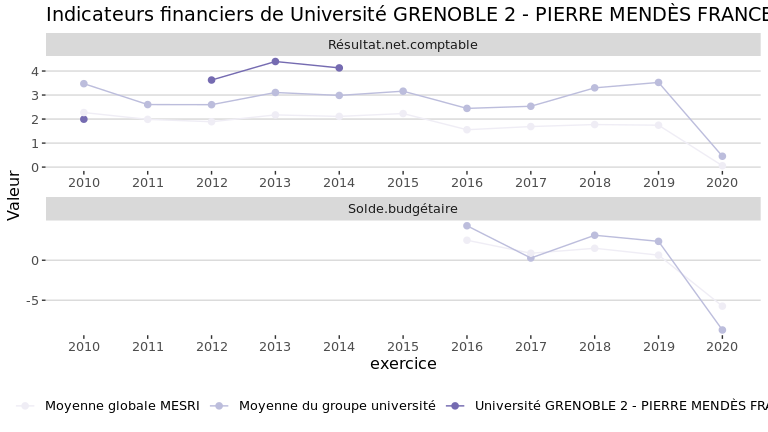 Indicateurs financiers de Université GRENOBLE 2 - PIERRE MENDÈS FRANCE
Résultat.net.comptable
4
3
2
1
0
2010 2011 2012 2013 2014 2015 2016 2017 2018 2019 2020
Valeur
Solde.budgétaire
0
-5
2010 2011 2012 2013 2014 2015 2016 2017 2018 2019 2020
exercice
Moyenne globale MESRI Moyenne du groupe université Université GRENOBLE 2 - PIERRE MENDÈS FRA